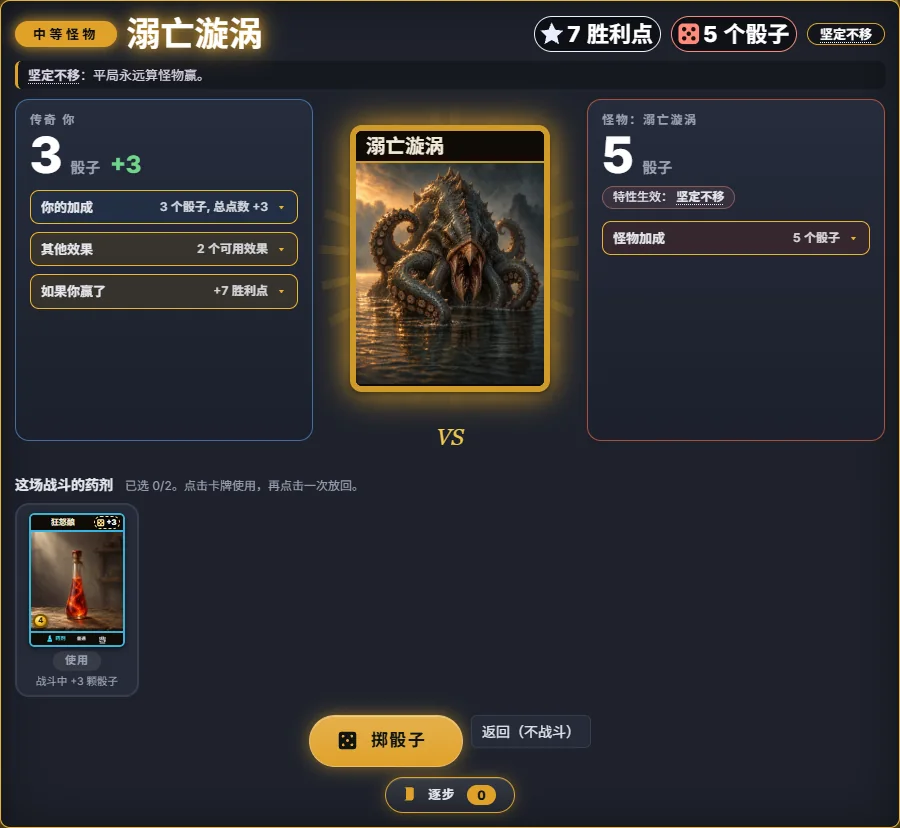 中等怪物
溺亡漩涡
7 胜利点
5 个骰子
坚定不移
坚定不移：平局永远算怪物赢。
传奇 你
3 骰子 +3
你的加成 3 个骰子, 总点数 +3
其他效果 2 个可用效果
如果你赢了 +7 胜利点
溺亡漩涡
VS
怪物：溺亡漩涡
5 骰子
特性生效： 坚定不移
怪物加成 5 个骰子
这场战斗的药剂 已选 0/2。点击卡牌使用，再点击一次放回。
狂怒酿 +3
4
药剂
使用
战斗中 +3 颗骰子
掷骰子
返回（不战斗）
逐步 0